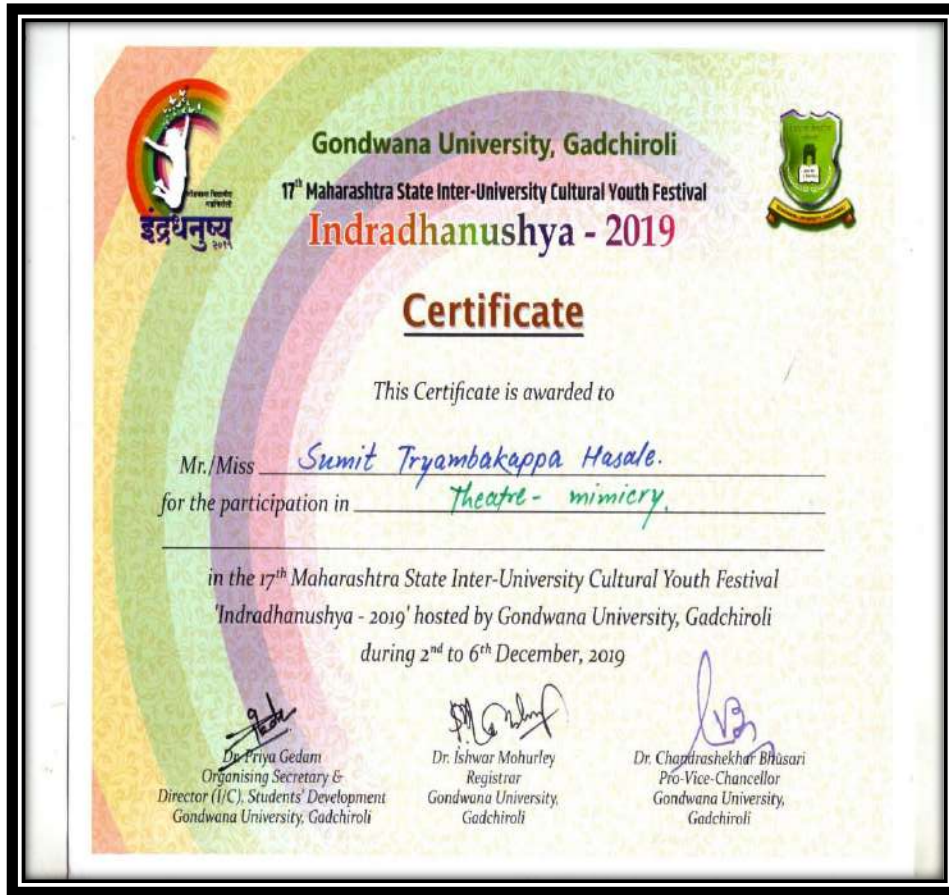 Gondwana University, Gadchiroli
17th Maharashtra State Inter-University Cultural Youth Festival
Indradhanushya - 2019
इंद्रधनुष्य
२०१९
GONDWANA UNIVERSITY, GADCHIROLI
Certificate
This Certificate is awarded to
Mr./Miss Sumit Tryambakappa Hasale.
for the participation in Theatre - mimicry.
in the 17th Maharashtra State Inter-University Cultural Youth Festival
'Indradhanushya - 2019' hosted by Gondwana University, Gadchiroli
during 2nd to 6th December, 2019
Dr. Priya Gedam
Organising Secretary &
Director (I/C). Students' Development
Gondwana University, Gadchiroli
Dr. Ishwar Mohurley
Registrar
Gondwana University,
Gadchiroli
Dr. Chandrashekhar Bhusari
Pro-Vice-Chancellor
Gondwana University,
Gadchiroli